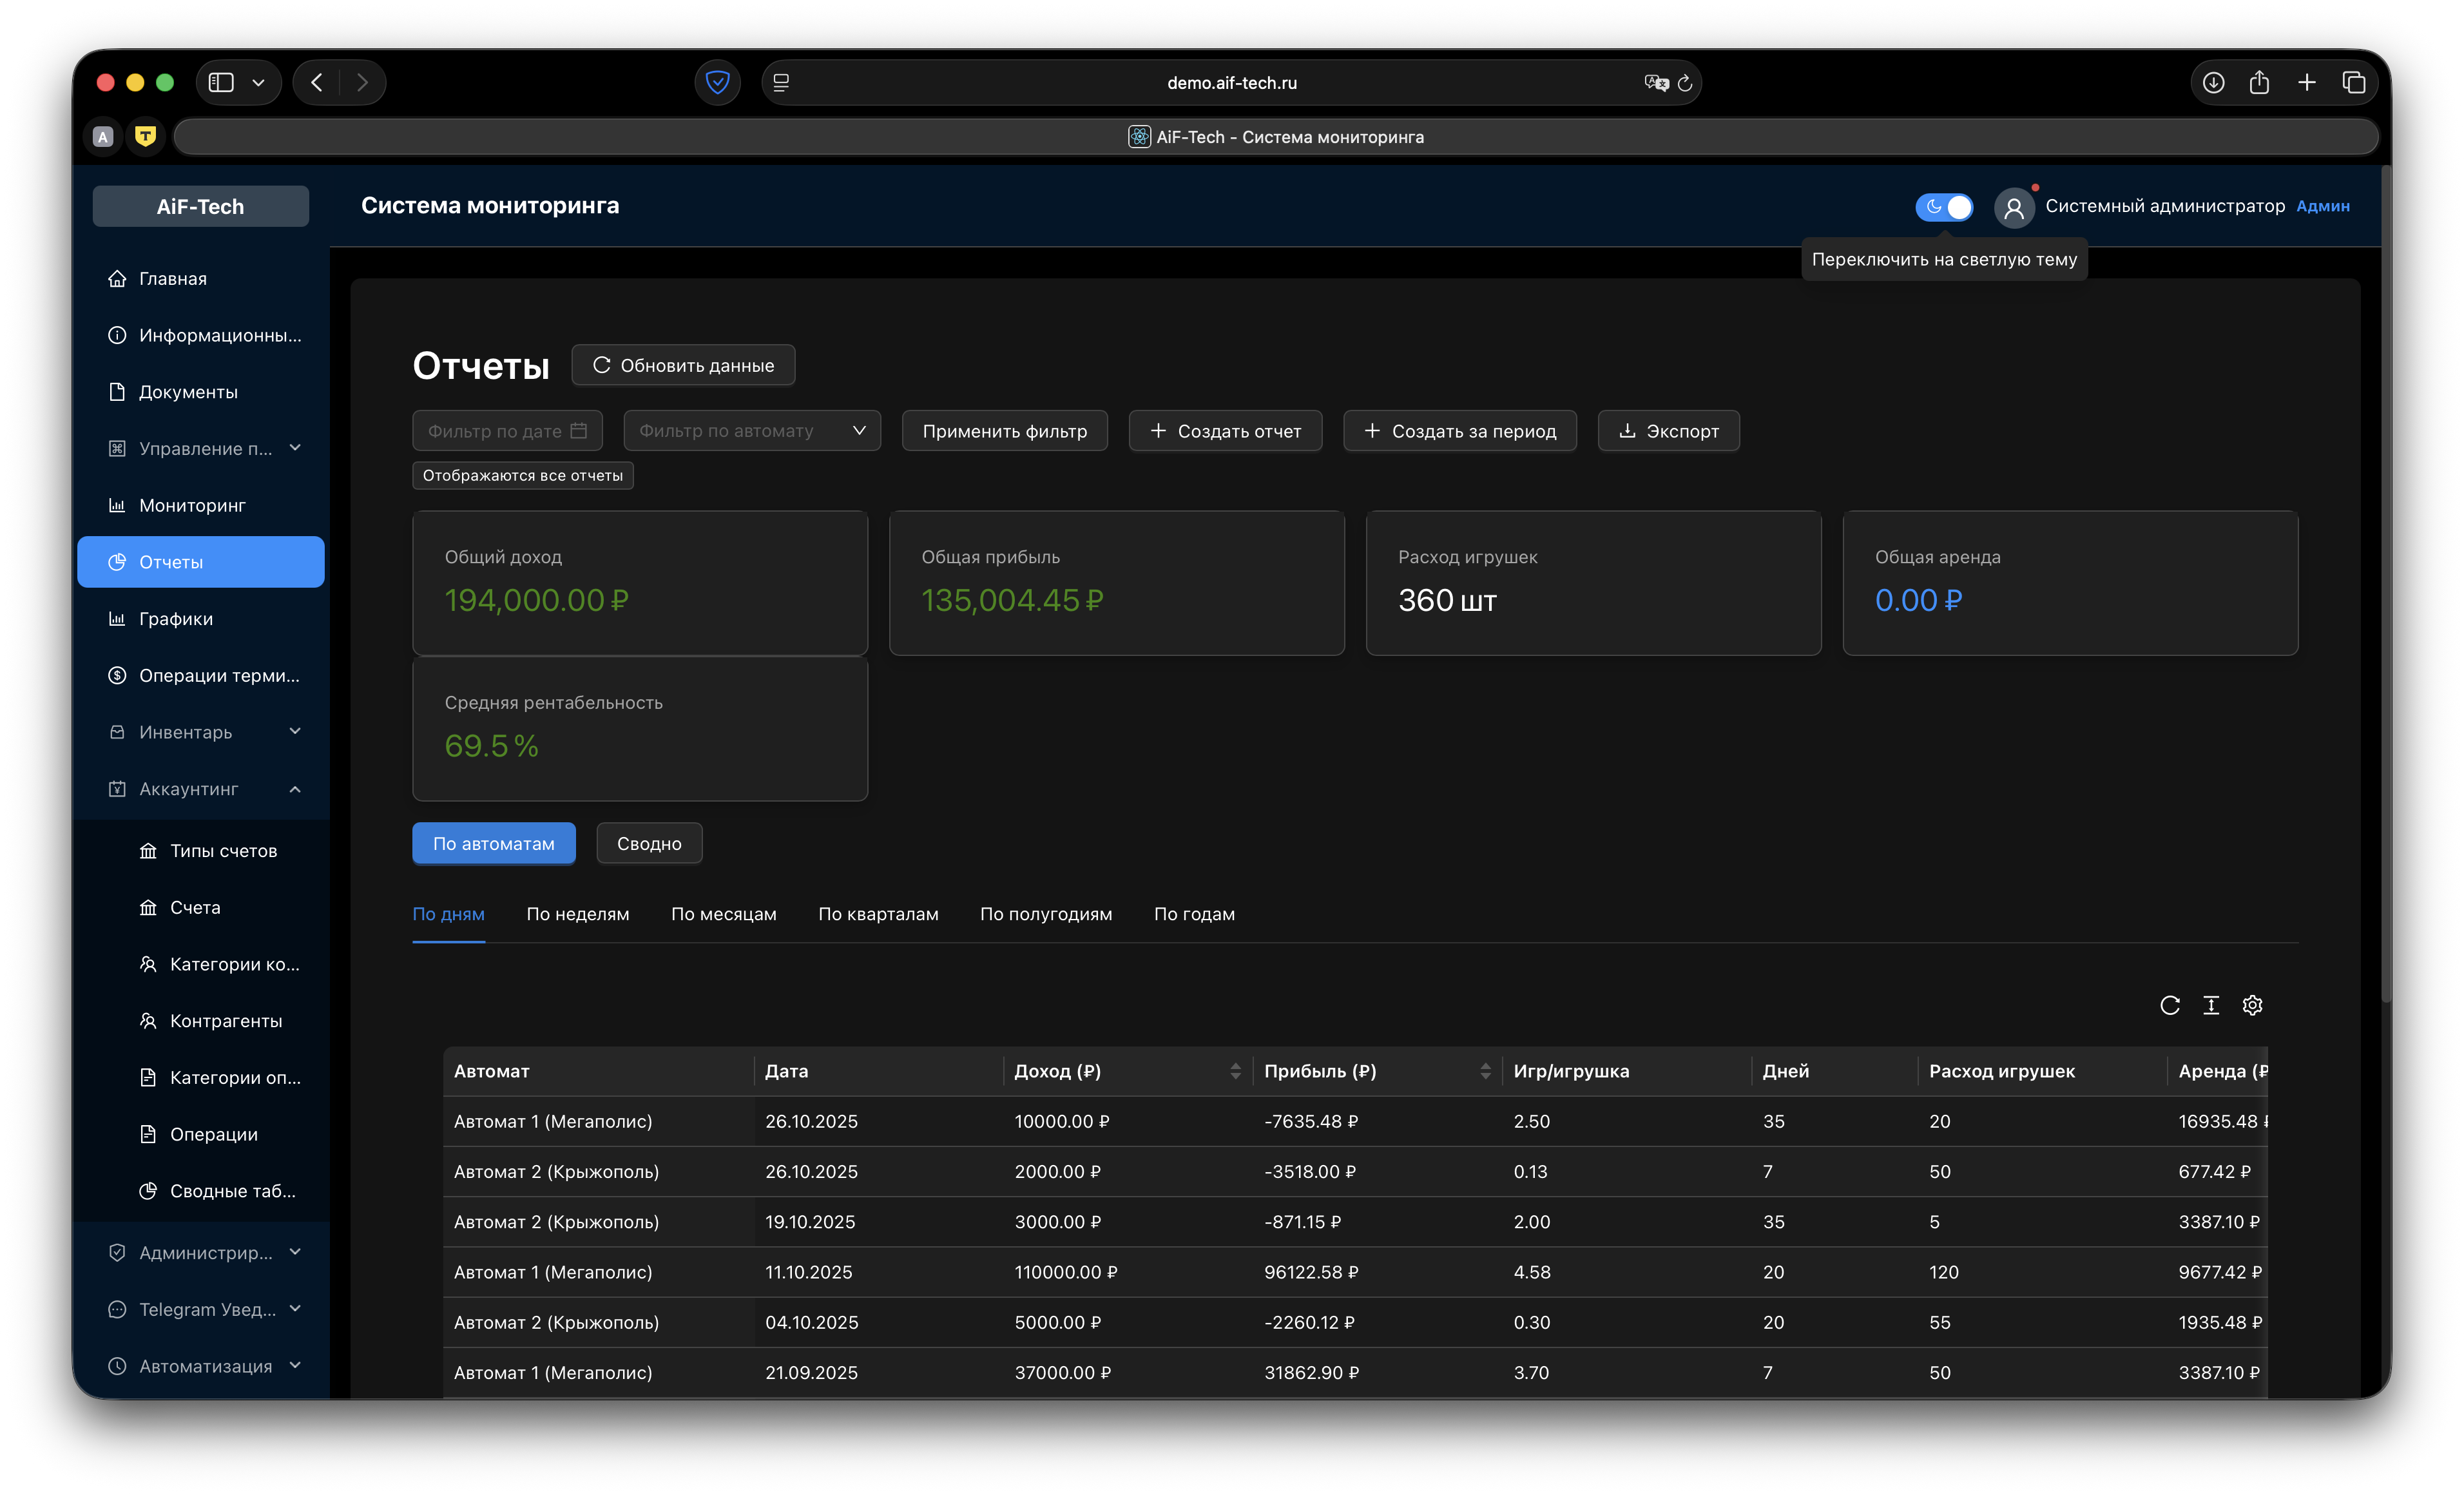 demo.aif-tech.ru
A
T
AiF-Tech - Система мониторинга
AiF-Tech
Система мониторинга
Системный администратор Админ
Переключить на светлую тему
Главная
Информационны...
Документы
Управление п...
Мониторинг
Отчеты
Графики
Операции терми...
Инвентарь
Аккаунтинг
Типы счетов
Счета
Категории ко...
Контрагенты
Категории оп...
Операции
Сводные таб...
Администрир...
Telegram Увед...
Автоматизация
Отчеты
Обновить данные
Фильтр по дате
Фильтр по автомату
Применить фильтр
Создать отчет
Создать за период
Экспорт
Отображаются все отчеты
Общий доход
194,000.00 ₽
Общая прибыль
135,004.45 ₽
Расход игрушек
360 шт
Общая аренда
0.00 ₽
Средняя рентабельность
69.5 %
По автоматам
Сводно
По дням По неделям По месяцам По кварталам По полугодиям По годам
Автомат Дата Доход (₽) Прибыль (₽) Игр/игрушка Дней Расход игрушек Аренда (₽
Автомат 1 (Мегаполис) 26.10.2025 10000.00 ₽ -7635.48 ₽ 2.50 35 20 16935.48 ₽
Автомат 2 (Крыжополь) 26.10.2025 2000.00 ₽ -3518.00 ₽ 0.13 7 50 677.42 ₽
Автомат 2 (Крыжополь) 19.10.2025 3000.00 ₽ -871.15 ₽ 2.00 35 5 3387.10 ₽
Автомат 1 (Мегаполис) 11.10.2025 110000.00 ₽ 96122.58 ₽ 4.58 20 120 9677.42 ₽
Автомат 2 (Крыжополь) 04.10.2025 5000.00 ₽ -2260.12 ₽ 0.30 20 55 1935.48 ₽
Автомат 1 (Мегаполис) 21.09.2025 37000.00 ₽ 31862.90 ₽ 3.70 7 50 3387.10 ₽